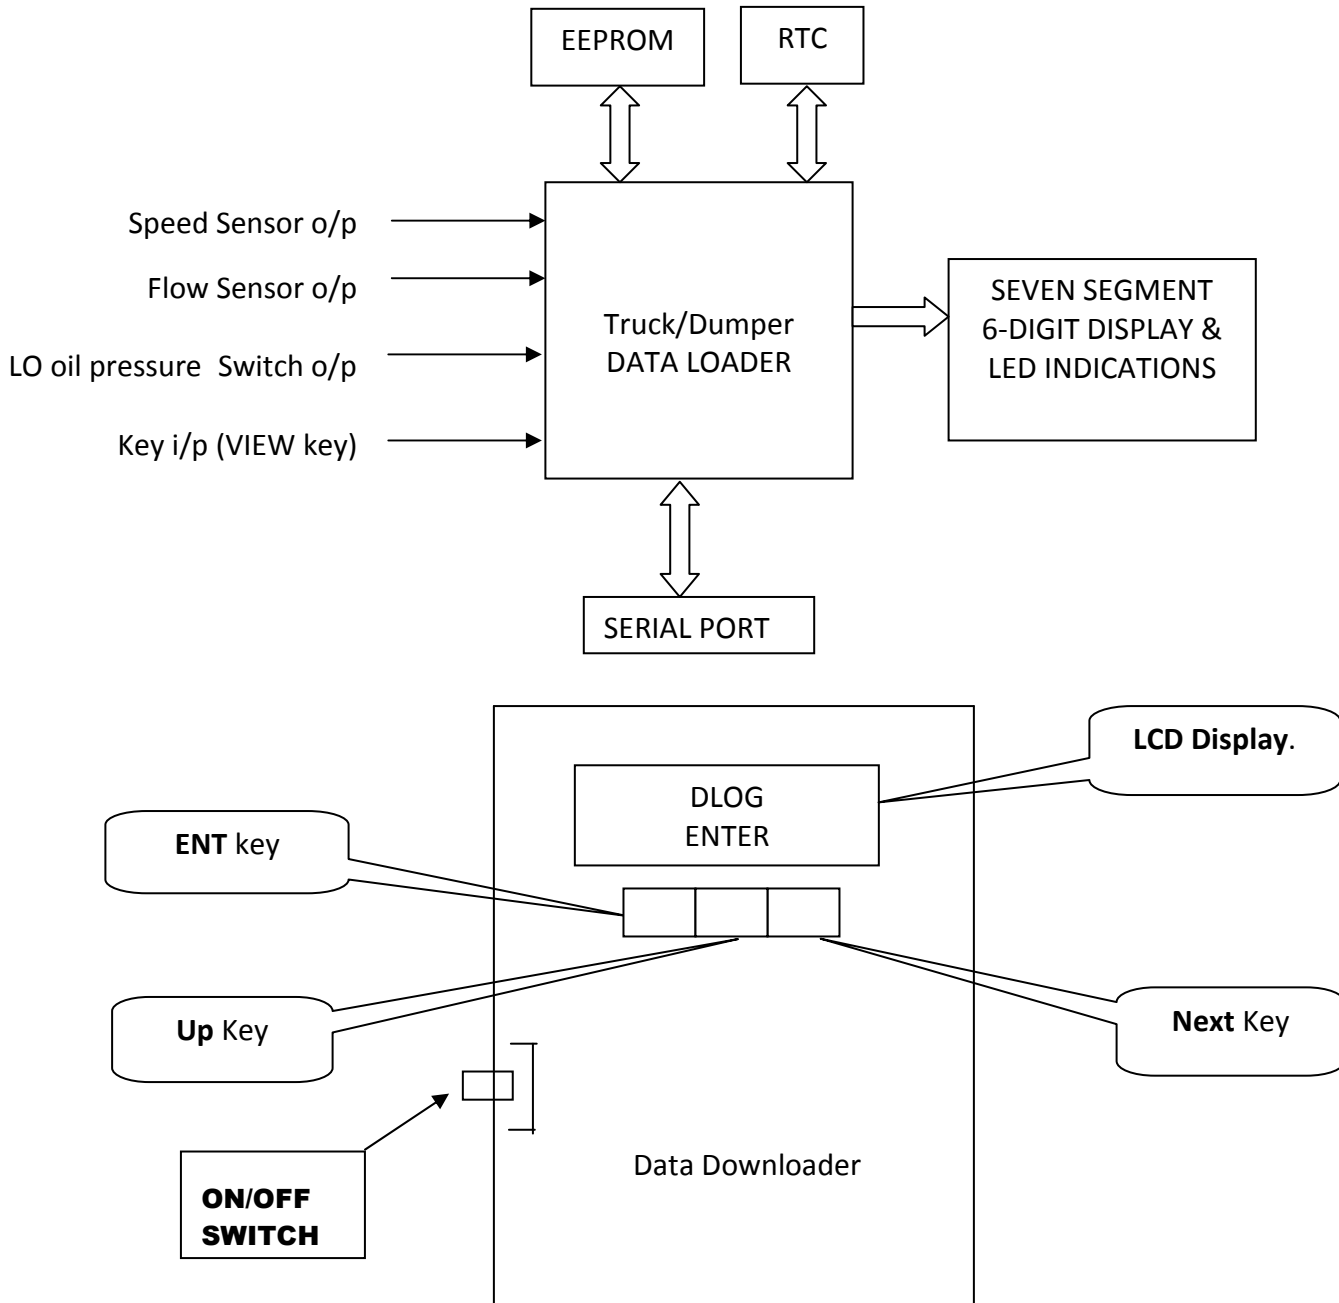 EEPROM
RTC
Speed Sensor o/p
Flow Sensor o/p
LO oil pressure  Switch o/p
Key i/p (VIEW key)
Truck/Dumper
DATA LOADER
SEVEN SEGMENT
6-DIGIT DISPLAY &
LED INDICATIONS
SERIAL PORT
LCD Display.
DLOG
ENTER
ENT key
Up Key
Next Key
ON/OFF
SWITCH
Data Downloader